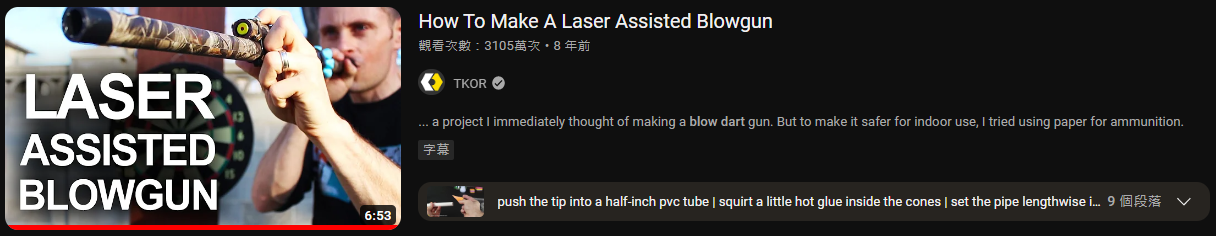 LASER
ASSISTED
BLOWGUN
6:53
How To Make A Laser Assisted Blowgun
觀看次數：3105萬次 • 8 年前
TKOR
... a project I immediately thought of making a blow dart gun. But to make it safer for indoor use, I tried using paper for ammunition.
字幕
push the tip into a half-inch pvc tube | squirt a little hot glue inside the cones | set the pipe lengthwise i... 9 個段落